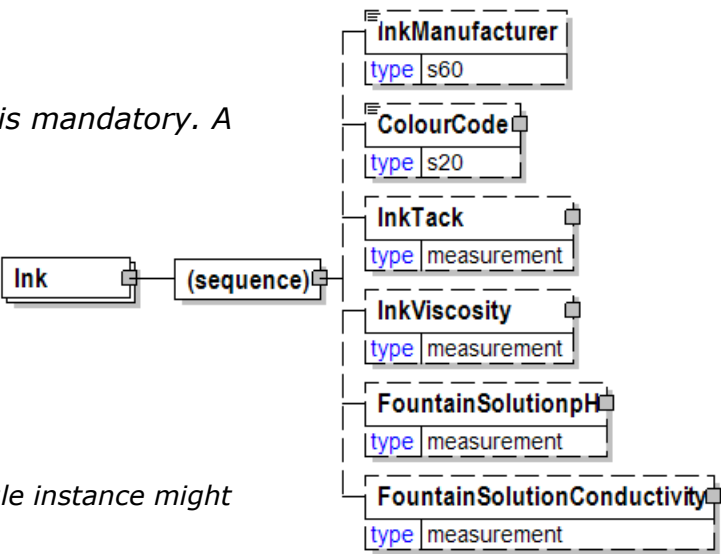 InkManufacturer
type s60
is mandatory. A
ColourCode
type s20
InkTack
type measurement
Ink
(sequence)
InkViscosity
type measurement
FountainSolutionpH
type measurement
le instance might
FountainSolutionConductivity
type measurement